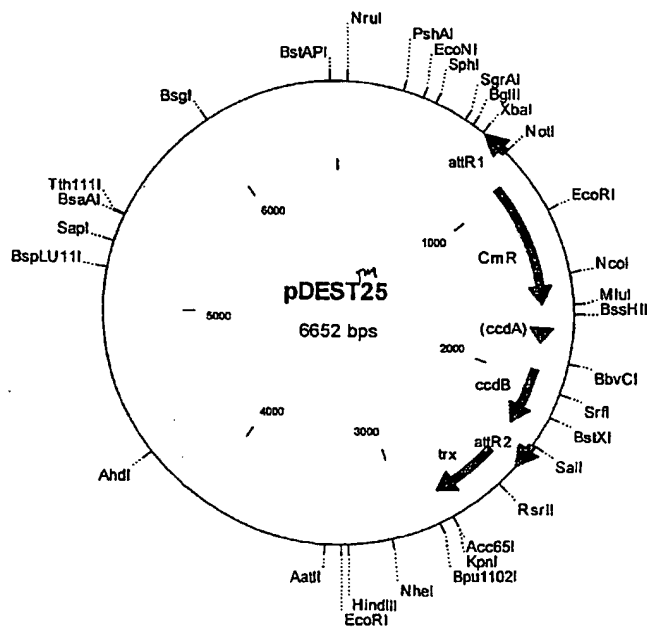 NruI
BstAPI
PshAI
EcoNI
SphI
SgrAI
BglII
XbaI
NotI
BsgI
attR1
Tth111I
BsaAI
SapI
BspLU11I
EcoRI
6000
1000
CmR
NcoI
pDEST25
MluI
BssHII
6652 bps
5000
(ccdA)
2000
BbvCI
ccdB
SrfI
BstXI
4000
3000
trx
attR2
SalI
AhdI
RsrII
Acc65I
KpnI
Bpu1102I
AatII
NheI
HindIII
EcoRI